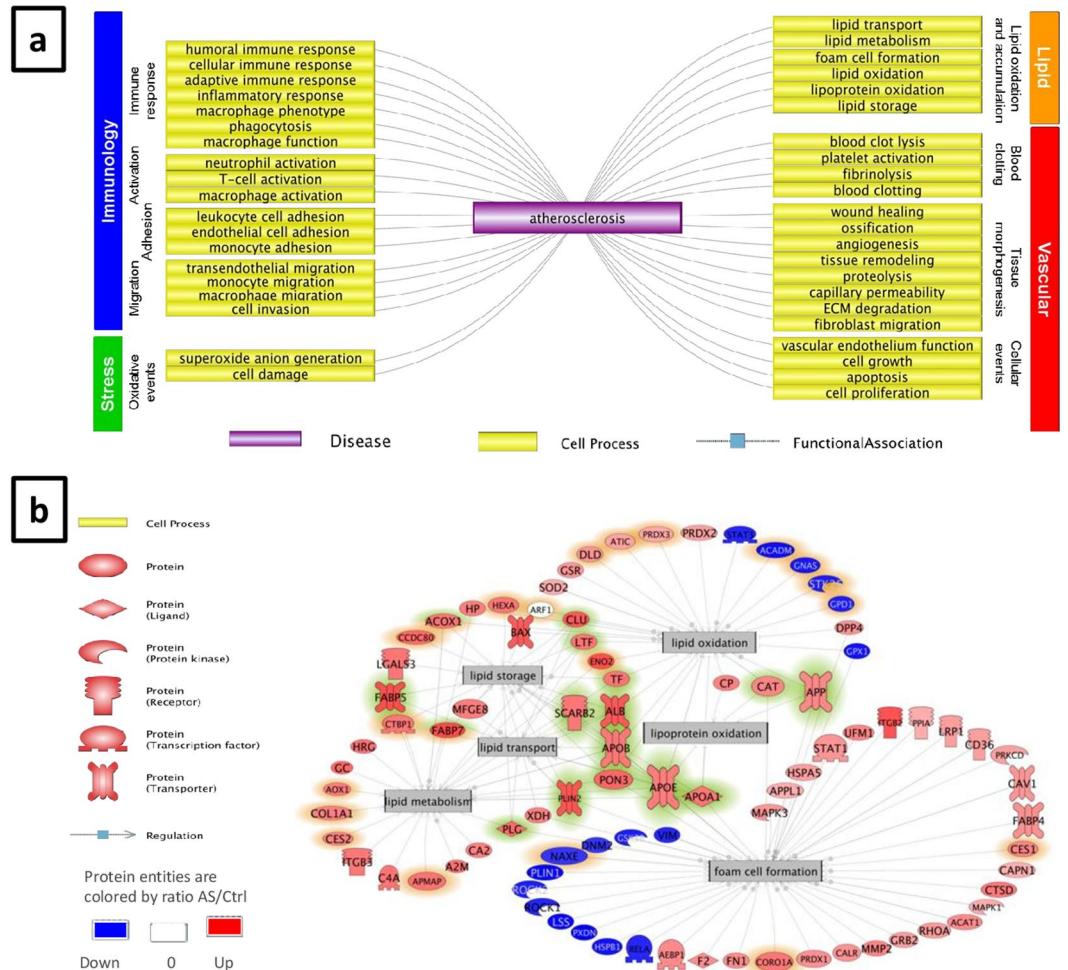 a
Immunology
Immune response
humoral immune response
cellular immune response
adaptive immune response
inflammatory response
macrophage phenotype
phagocytosis
macrophage function
Activation
neutrophil activation
T-cell activation
macrophage activation
Adhesion
leukocyte cell adhesion
endothelial cell adhesion
monocyte adhesion
Migration
transendothelial migration
monocyte migration
macrophage migration
cell invasion
Stress
Oxidative events
superoxide anion generation
cell damage
atherosclerosis
Lipid
Lipid oxidation and accumulation
lipid transport
lipid metabolism
foam cell formation
lipid oxidation
lipoprotein oxidation
lipid storage
Vascular
Blood clotting
blood clot lysis
platelet activation
fibrinolysis
blood clotting
Tissue morphogenesis
wound healing
ossification
angiogenesis
tissue remodeling
proteolysis
capillary permeability
ECM degradation
fibroblast migration
Cellular events
vascular endothelium function
cell growth
apoptosis
cell proliferation
Disease
Cell Process
FunctionalAssociation
b
Cell Process
Protein
Protein
(Ligand)
Protein
(Protein kinase)
Protein
(Receptor)
Protein
(Transcription factor)
Protein
(Transporter)
Regulation
Protein entities are
colored by ratio AS/Ctrl
Down
0
Up
SOD2
GSR
DLD
ATIC
PRDX3
PRDX2
STAT3
ACADM
GNAS
GPD1
DPP4
GPX1
lipid oxidation
CCDC80
ACOX1
HP
HEXA
ARF1
BAX
CLU
LTF
ENO2
TF
LGALS3
FABP5
CTBP1
FABP7
MFGE8
lipid storage
SCARB2
ALB
APOB
PON3
APOE
APOA1
PLIN2
CP
CAT
APP
lipoprotein oxidation
lipid transport
HRG
GC
AOX1
COL1A1
CES2
ITGB3
C4A
APMAP
A2M
CA2
PLG
XDH
lipid metabolism
MAPK3
APPL1
HSPA5
STAT1
UFM1
ITGB2
PPIA
LRP1
CD36
PRKCD
CAV1
FABP4
CES1
CAPN1
CTSD
MAPK1
ACAT1
RHOA
GRB2
MMP2
CALR
PRDX1
CORO1A
FN1
F2
AEBP1
RELA
HSPB1
PXDN
LSS
ROCK1
PLIN1
NAXE
DNM2
VIM
foam cell formation